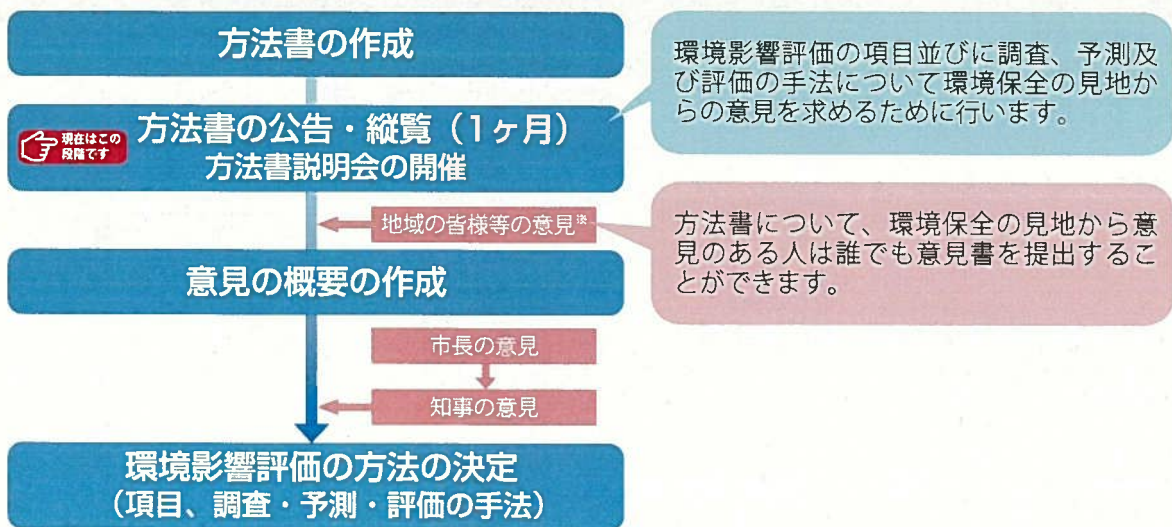 方法書の作成
環境影響評価の項目並びに調査、予測及
び評価の手法について環境保全の見地か
らの意見を求めるために行います。
現在はこの
段階です
方法書の公告・縦覧（1ヶ月）
方法書説明会の開催
地域の皆様等の意見※
方法書について、環境保全の見地から意
見のある人は誰でも意見書を提出するこ
とができます。
意見の概要の作成
市長の意見
知事の意見
環境影響評価の方法の決定
（項目、調査・予測・評価の手法）